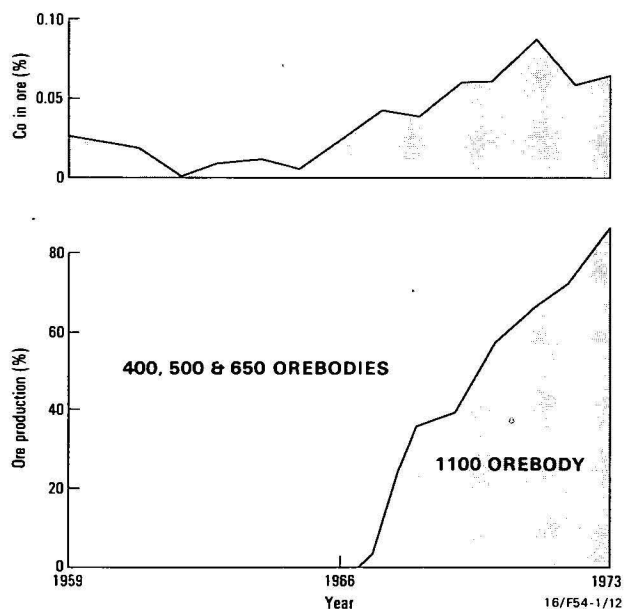 0.10
0.05
0
Co in ore (%)
80
60
40
20
0
Ore production (%)
400, 500 & 650 OREBODIES
1100 OREBODY
1959
1966
1973
Year
16/F54-1/12